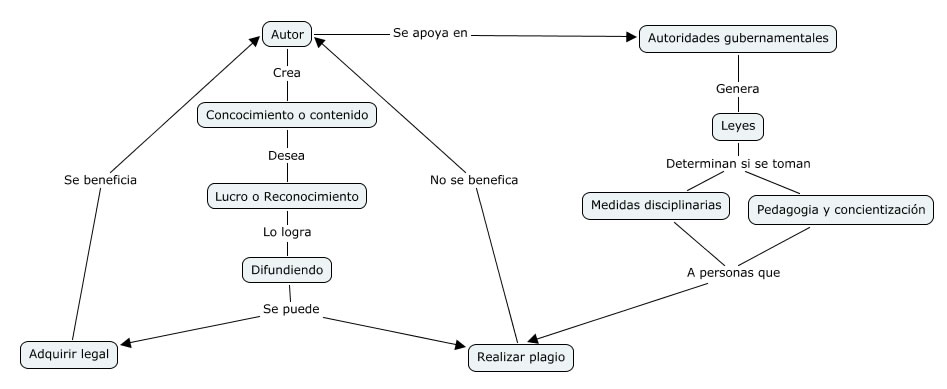 Autor
Se apoya en
Autoridades gubernamentales
Crea
Genera
Concocimiento o contenido
Leyes
Desea
Determinan si se toman
Se beneficia
No se benefica
Lucro o Reconocimiento
Medidas disciplinarias
Pedagogia y concientización
Lo logra
Difundiendo
A personas que
Se puede
Adquirir legal
Realizar plagio